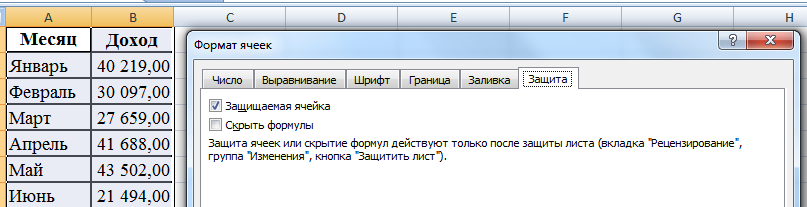 A B C D E F G H
Месяц Доход
Формат ячеек
Январь 40 219,00
Число Выравнивание Шрифт Граница Заливка Защита
Февраль 30 097,00
Защищаемая ячейка
Март 27 659,00
Скрыть формулы
Апрель 41 688,00
Защита ячеек или скрытие формул действуют только после защиты листа (вкладка "Рецензирование",
группа "Изменения", кнопка "Защитить лист").
Май 43 502,00
Июнь 21 494,00